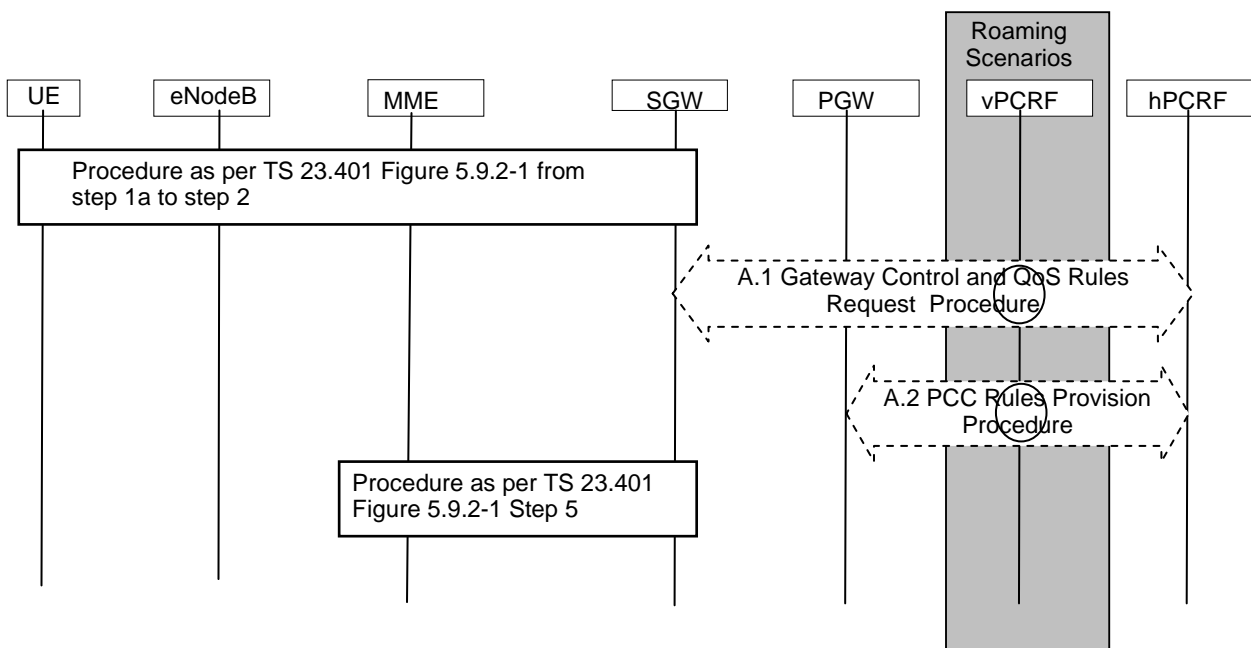 Roaming
Scenarios
UE
eNodeB
MME
SGW
PGW
vPCRF
hPCRF
Procedure as per TS 23.401 Figure 5.9.2-1 from
step 1a to step 2
A.1 Gateway Control and QoS Rules
Request Procedure
A.2 PCC Rules Provision
Procedure
Procedure as per TS 23.401
Figure 5.9.2-1 Step 5